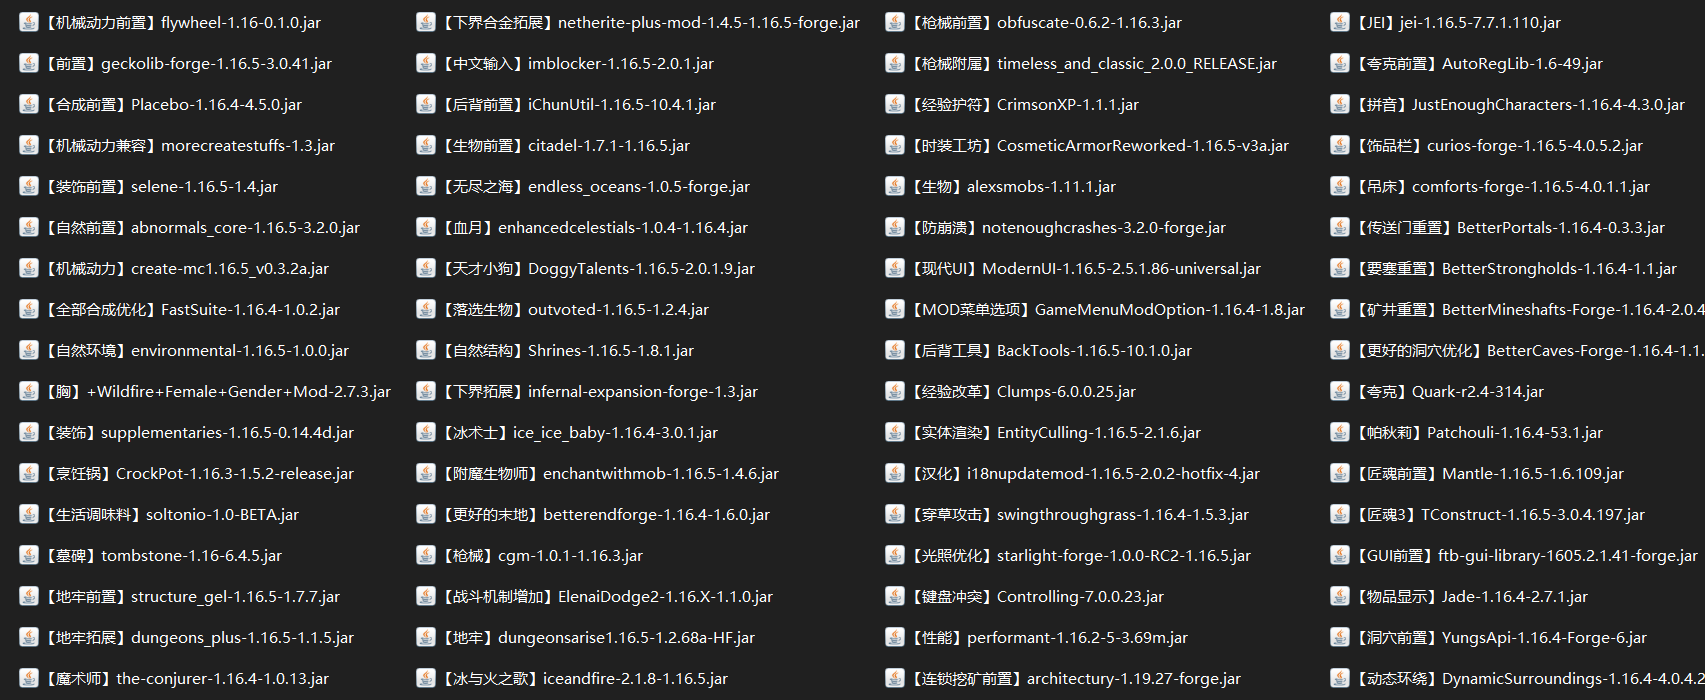 【机械动力前置】flywheel-1.16-0.1.0.jar
【前置】geckolib-forge-1.16.5-3.0.41.jar
【合成前置】Placebo-1.16.4-4.5.0.jar
【机械动力兼容】morecreatestuffs-1.3.jar
【装饰前置】selene-1.16.5-1.4.jar
【自然前置】abnormals_core-1.16.5-3.2.0.jar
【机械动力】create-mc1.16.5_v0.3.2a.jar
【全部合成优化】FastSuite-1.16.4-1.0.2.jar
【自然环境】environmental-1.16.5-1.0.0.jar
【胸】+Wildfire+Female+Gender+Mod-2.7.3.jar
【装饰】supplementaries-1.16.5-0.14.4d.jar
【烹饪锅】CrockPot-1.16.3-1.5.2-release.jar
【生活调味料】soltonio-1.0-BETA.jar
【墓碑】tombstone-1.16-6.4.5.jar
【地牢前置】structure_gel-1.16.5-1.7.7.jar
【地牢拓展】dungeons_plus-1.16.5-1.1.5.jar
【魔术师】the-conjurer-1.16.4-1.0.13.jar
【下界合金拓展】netherite-plus-mod-1.4.5-1.16.5-forge.jar
【中文输入】imblocker-1.16.5-2.0.1.jar
【后背前置】iChunUtil-1.16.5-10.4.1.jar
【生物前置】citadel-1.7.1-1.16.5.jar
【无尽之海】endless_oceans-1.0.5-forge.jar
【血月】enhancedcelestials-1.0.4-1.16.4.jar
【天才小狗】DoggyTalents-1.16.5-2.0.1.9.jar
【落选生物】outvoted-1.16.5-1.2.4.jar
【自然结构】Shrines-1.16.5-1.8.1.jar
【下界拓展】infernal-expansion-forge-1.3.jar
【冰术士】ice_ice_baby-1.16.4-3.0.1.jar
【附魔生物师】enchantwithmob-1.16.5-1.4.6.jar
【更好的末地】betterendforge-1.16.4-1.6.0.jar
【枪械】cgm-1.0.1-1.16.3.jar
【战斗机制增加】ElenaiDodge2-1.16.X-1.1.0.jar
【地牢】dungeonsarise1.16.5-1.2.68a-HF.jar
【冰与火之歌】iceandfire-2.1.8-1.16.5.jar
【枪械前置】obfuscate-0.6.2-1.16.3.jar
【枪械附属】timeless_and_classic_2.0.0_RELEASE.jar
【经验护符】CrimsonXP-1.1.1.jar
【时装工坊】CosmeticArmorReworked-1.16.5-v3a.jar
【生物】alexsmobs-1.11.1.jar
【防崩溃】notenoughcrashes-3.2.0-forge.jar
【现代UI】ModernUI-1.16.5-2.5.1.86-universal.jar
【MOD菜单选项】GameMenuModOption-1.16.4-1.8.jar
【后背工具】BackTools-1.16.5-10.1.0.jar
【经验改革】Clumps-6.0.0.25.jar
【实体渲染】EntityCulling-1.16.5-2.1.6.jar
【汉化】i18nupdatemod-1.16.5-2.0.2-hotfix-4.jar
【穿草攻击】swingthroughgrass-1.16.4-1.5.3.jar
【光照优化】starlight-forge-1.0.0-RC2-1.16.5.jar
【键盘冲突】Controlling-7.0.0.23.jar
【性能】performant-1.16.2-5-3.69m.jar
【连锁挖矿前置】architectury-1.19.27-forge.jar
【JEI】jei-1.16.5-7.7.1.110.jar
【夸克前置】AutoRegLib-1.6-49.jar
【拼音】JustEnoughCharacters-1.16.4-4.3.0.jar
【饰品栏】curios-forge-1.16.5-4.0.5.2.jar
【吊床】comforts-forge-1.16.5-4.0.1.1.jar
【传送门重置】BetterPortals-1.16.4-0.3.3.jar
【要塞重置】BetterStrongholds-1.16.4-1.1.jar
【矿井重置】BetterMineshafts-Forge-1.16.4-2.0.4
【更好的洞穴优化】BetterCaves-Forge-1.16.4-1.1.
【夸克】Quark-r2.4-314.jar
【帕秋莉】Patchouli-1.16.4-53.1.jar
【匠魂前置】Mantle-1.16.5-1.6.109.jar
【匠魂3】TConstruct-1.16.5-3.0.4.197.jar
【GUI前置】ftb-gui-library-1605.2.1.41-forge.jar
【物品显示】Jade-1.16.4-2.7.1.jar
【洞穴前置】YungsApi-1.16.4-Forge-6.jar
【动态环绕】DynamicSurroundings-1.16.4-4.0.4.2